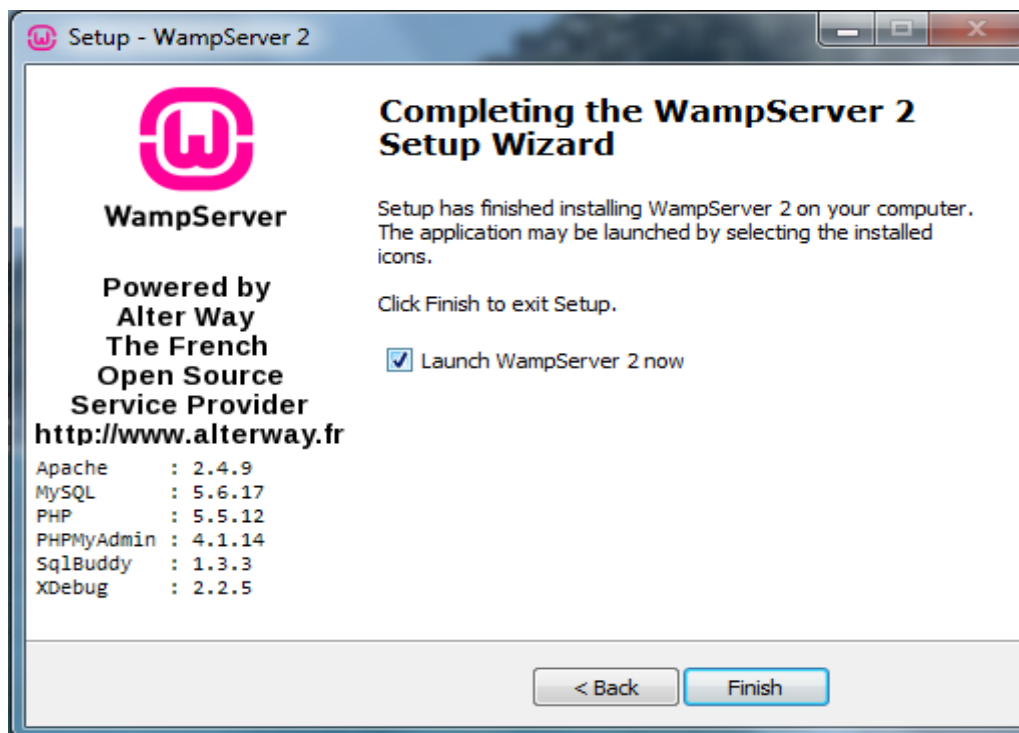 Setup - WampServer 2
WampServer
Powered by
Alter Way
The French
Open Source
Service Provider
http://www.alterway.fr
Apache : 2.4.9
MySQL : 5.6.17
PHP : 5.5.12
PHPMyAdmin : 4.1.14
SqlBuddy : 1.3.3
XDebug : 2.2.5
Completing the WampServer 2
Setup Wizard
Setup has finished installing WampServer 2 on your computer.
The application may be launched by selecting the installed
icons.
Click Finish to exit Setup.
Launch WampServer 2 now
< Back Finish